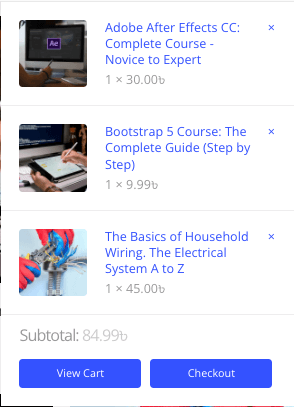 Adobe After Effects CC:
Complete Course -
Novice to Expert
×
1 × 30.00৳
Ae
Bootstrap 5 Course: The
Complete Guide (Step by
Step)
×
1 × 9.99৳
The Basics of Household
Wiring. The Electrical
System A to Z
×
1 × 45.00৳
Subtotal: 84.99৳
View Cart
Checkout